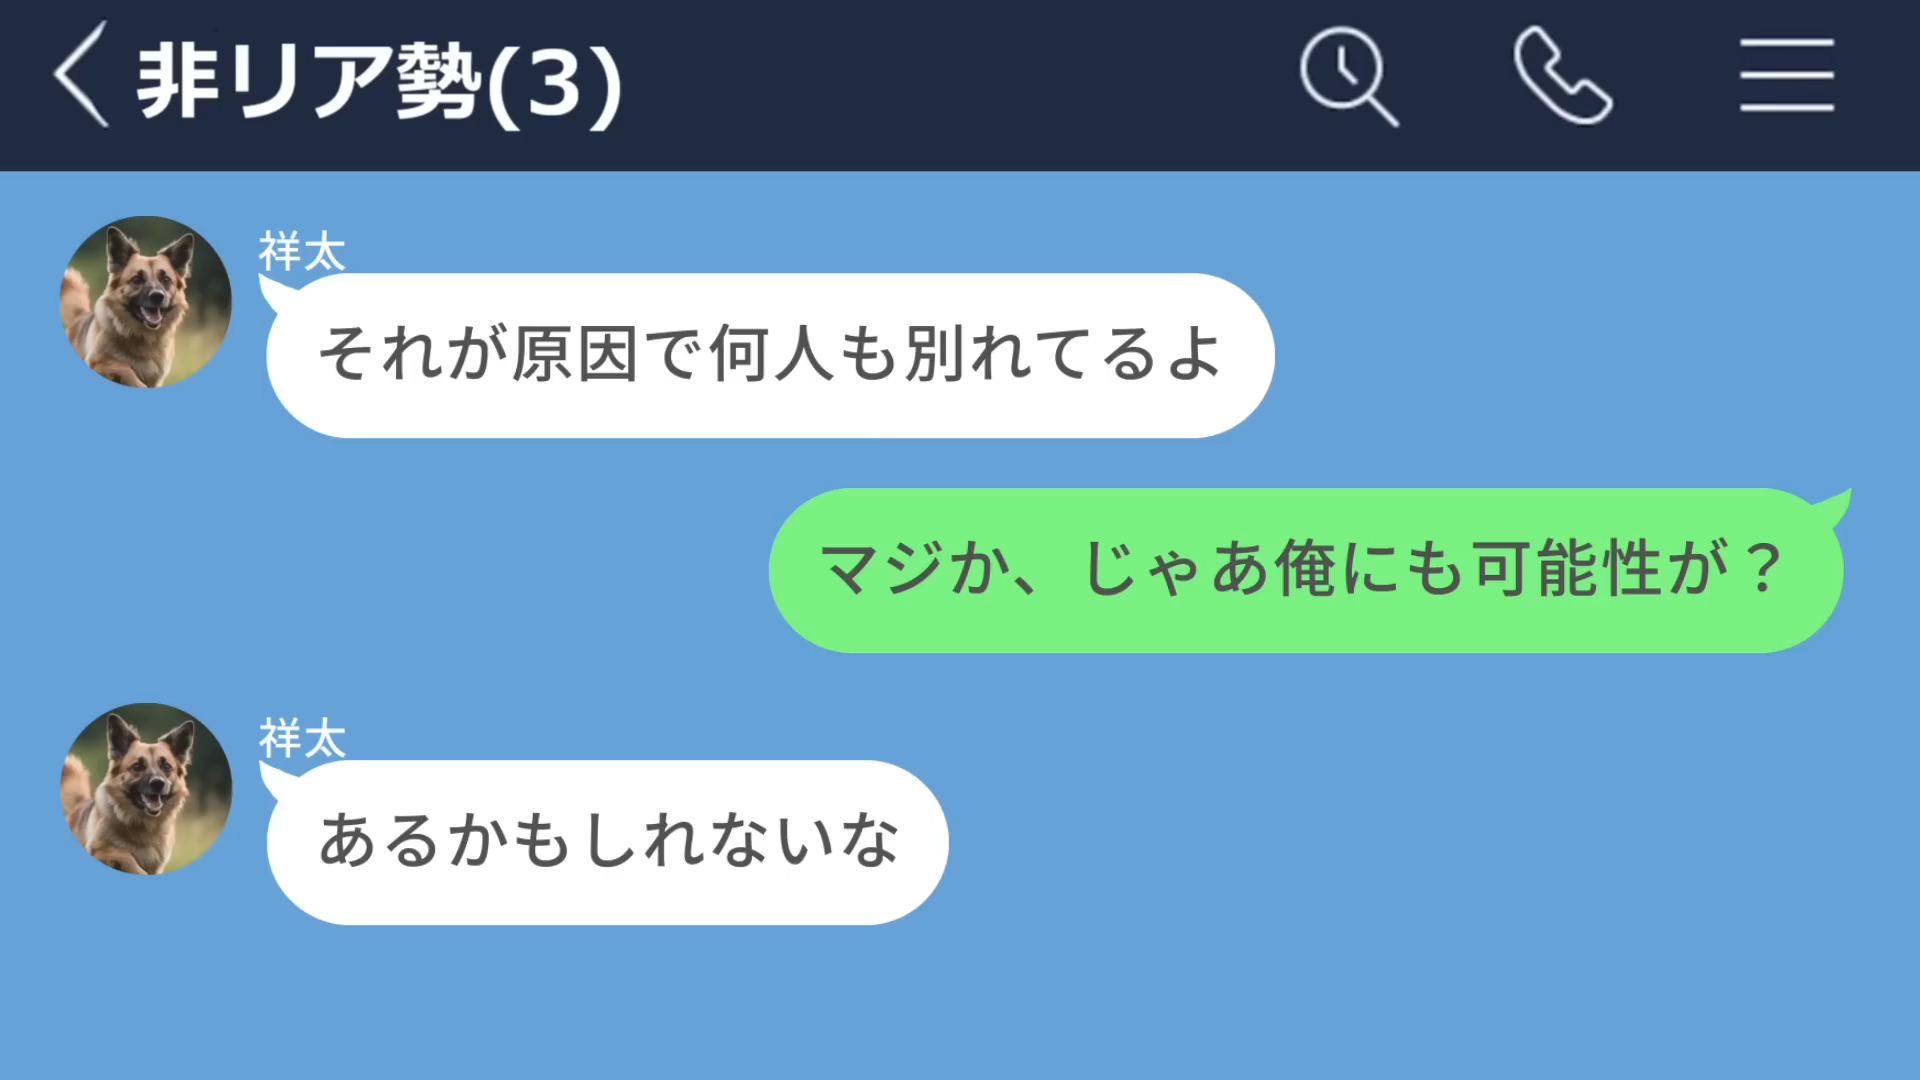 非リア勢(3)
祥太
それが原因で何人も別れてるよ
マジか、じゃあ俺にも可能性が？
祥太
あるかもしれないな